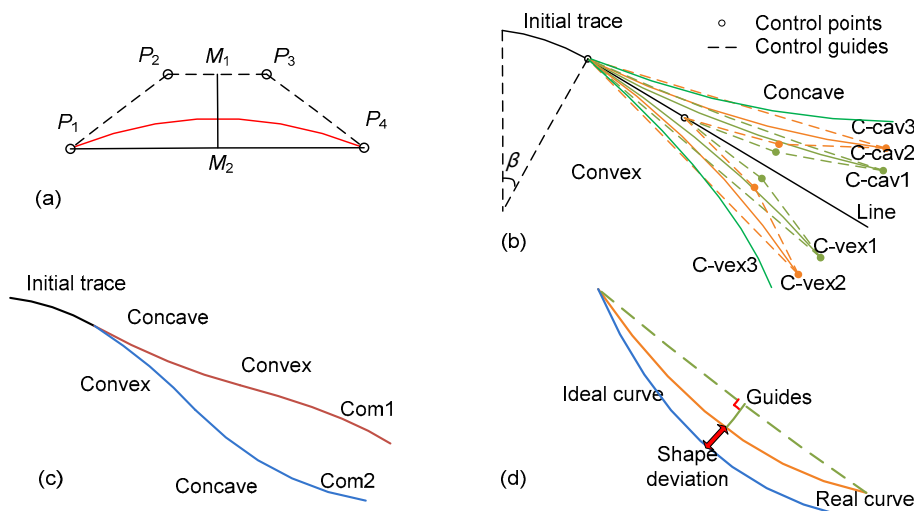 P2 M1 P3
P1 P4
M2
(a)
Initial trace
Control points
Control guides
Concave
C-cav3
C-cav2
C-cav1
β
Convex
Line
C-vex1
C-vex2
C-vex3
(b)
Initial trace
Concave
Convex
Convex
Com1
Concave
Com2
(c)
Ideal curve
Guides
Shape
deviation
Real curve
(d)